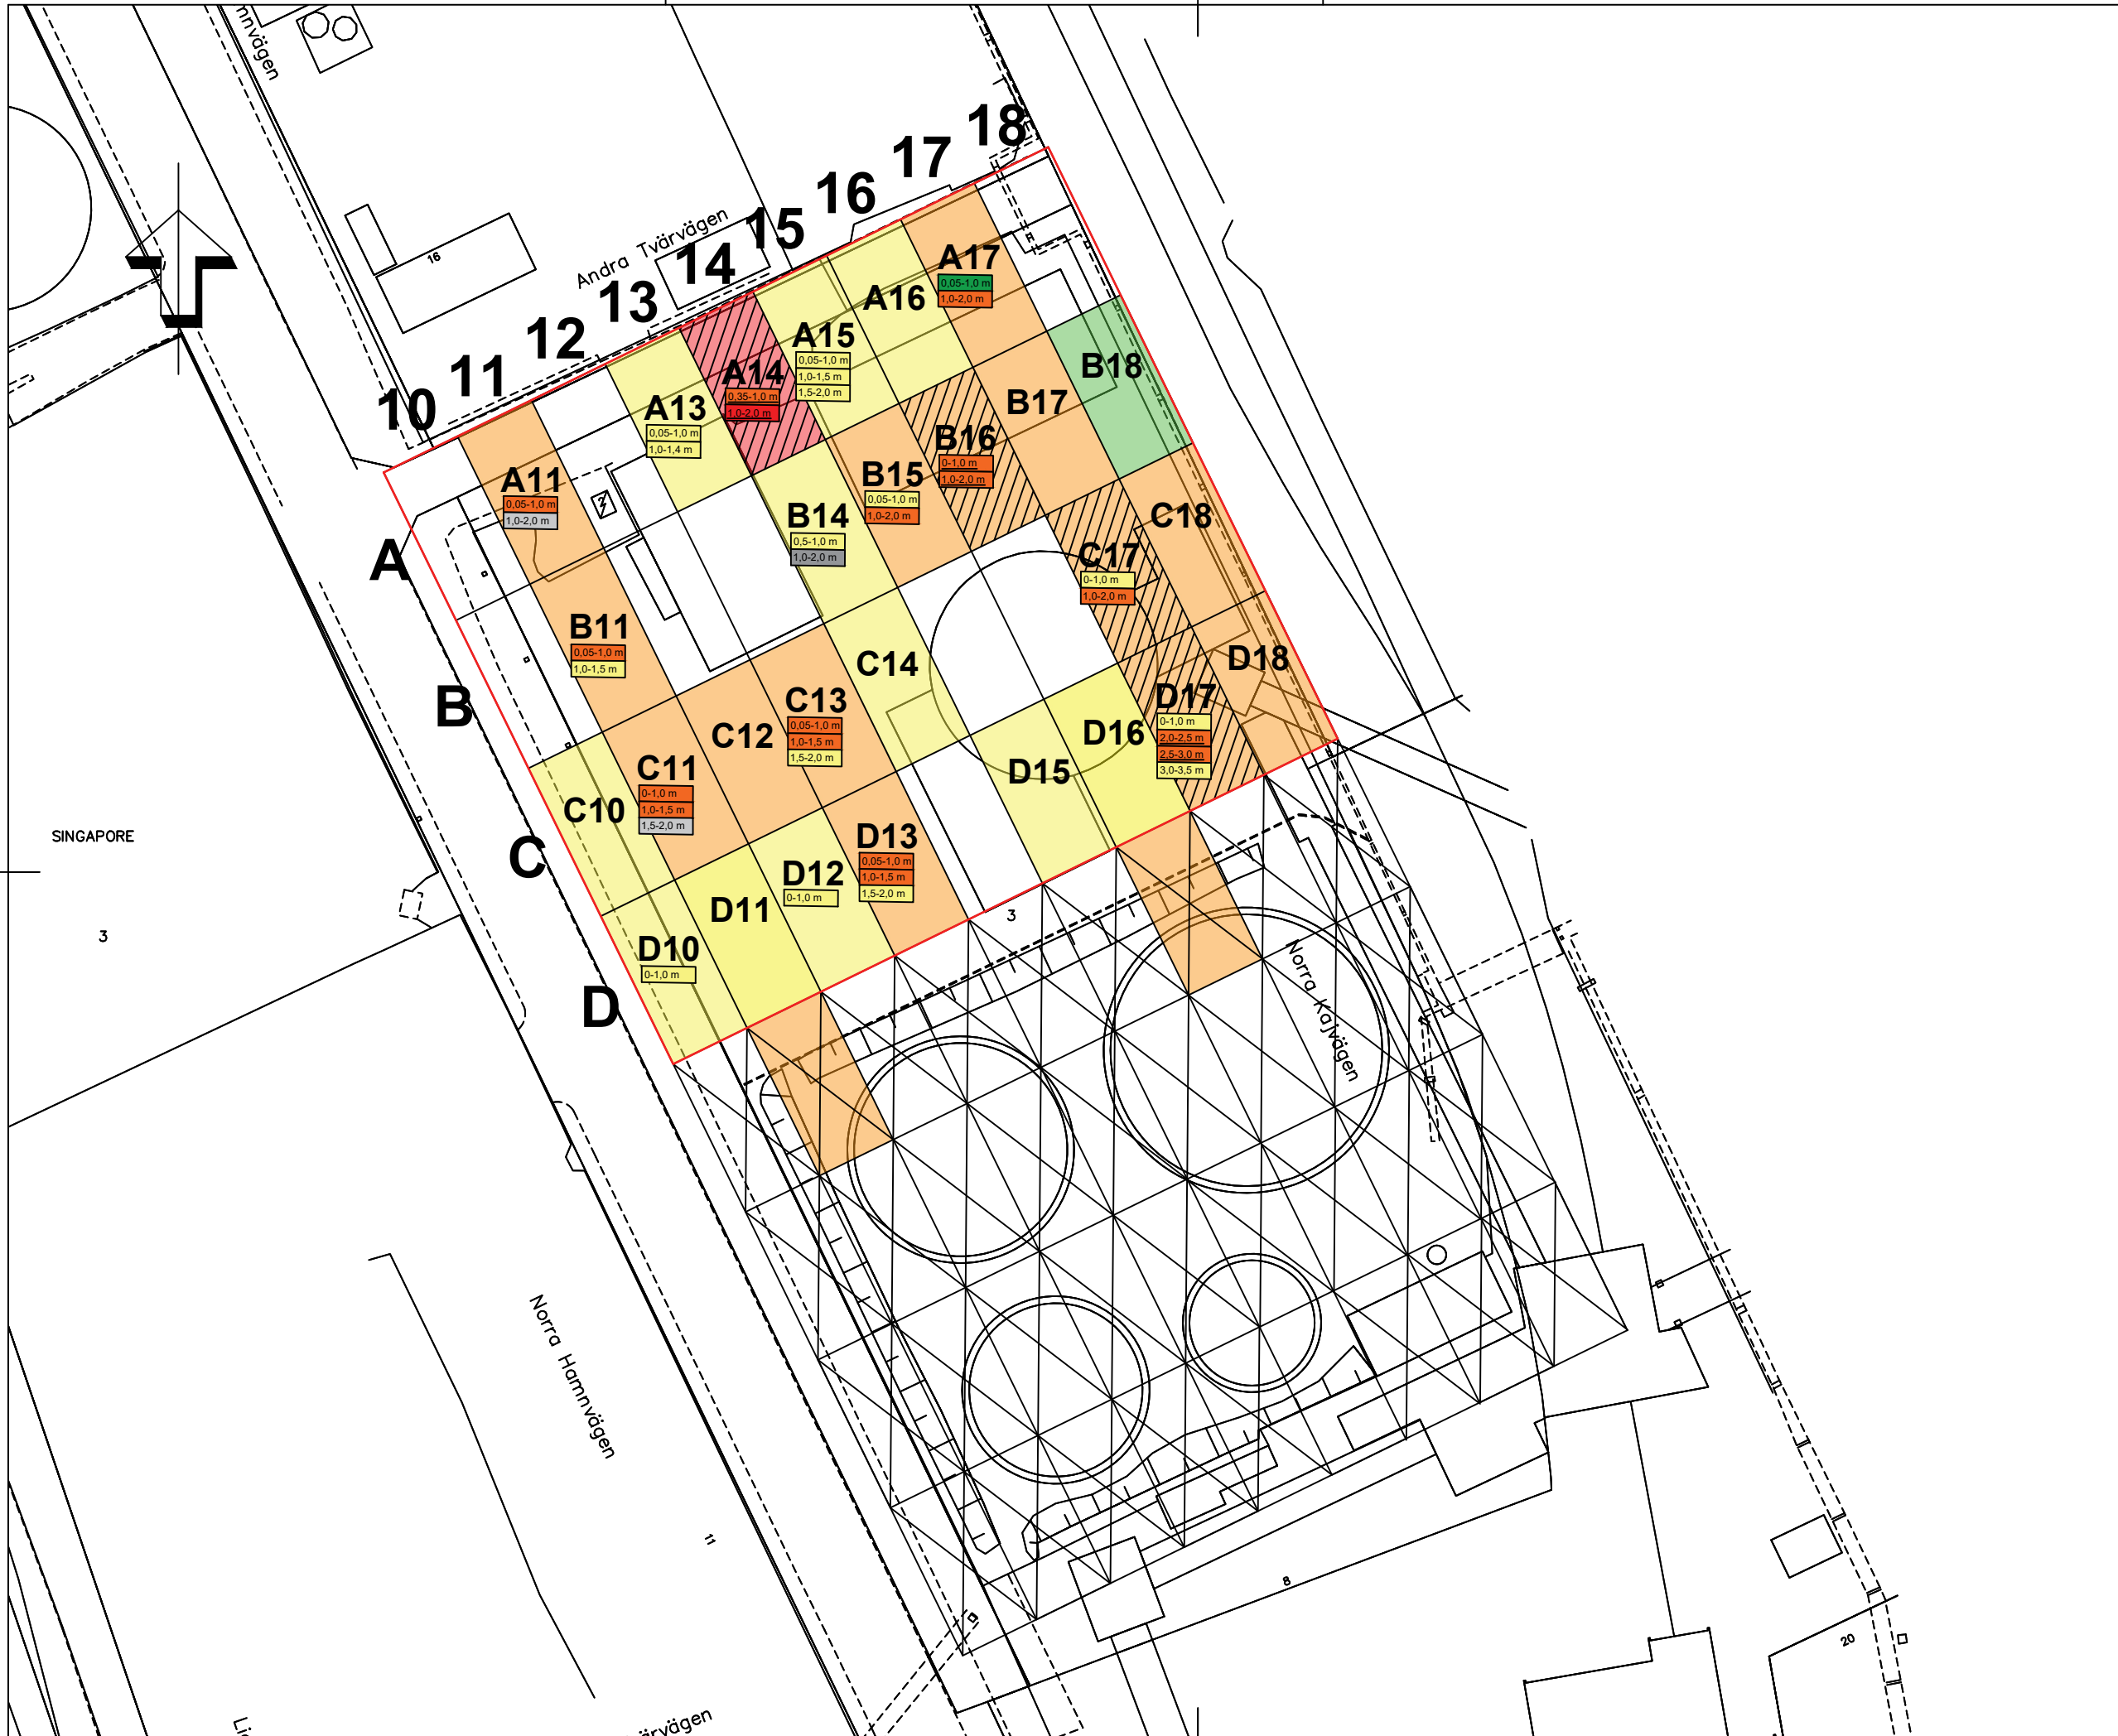 mnvägen
18
17
16
15
14
13
12
11
10
Andra Tvärvägen
16
A17
0,05-1,0 m
1,0-2,0 m
A16
A15
0,05-1,0 m
1,0-1,5 m
1,5-2,0 m
A14
0,35-1,0 m
1,0-2,0 m
A13
0,05-1,0 m
1,0-1,4 m
A11
0,05-1,0 m
1,0-2,0 m
A
B18
B17
B16
0-1,0 m
1,0-2,0 m
B15
0,05-1,0 m
1,0-2,0 m
B14
0,5-1,0 m
1,0-2,0 m
B11
0,05-1,0 m
1,0-1,5 m
B
C18
C17
0-1,0 m
1,0-2,0 m
C14
C13
0,05-1,0 m
1,0-1,5 m
1,5-2,0 m
C12
C11
0-1,0 m
1,0-1,5 m
1,5-2,0 m
C10
C
D18
D17
0-1,0 m
2,0-2,5 m
2,5-3,0 m
3,0-3,5 m
D16
D15
D13
0,05-1,0 m
1,0-1,5 m
1,5-2,0 m
D12
0-1,0 m
D11
D10
0-1,0 m
D
SINGAPORE
3
3
Norra Kajvägen
Norra Hamnvägen
11
8
20
ärvägen